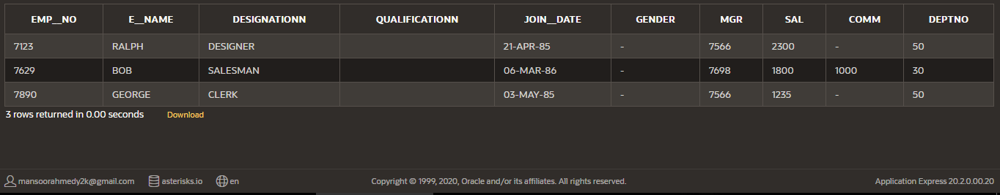 EMP__NO E__NAME DESIGNATIONN QUALIFICATIONN JOIN__DATE GENDER MGR SAL COMM DEPTNO
7123 RALPH DESIGNER 21-APR-85 - 7566 2300 - 50
7629 BOB SALESMAN 06-MAR-86 - 7698 1800 1000 30
7890 GEORGE CLERK 03-MAY-85 - 7566 1235 - 50
3 rows returned in 0.00 seconds Download
mansoorahmedy2k@gmail.com asterisks.io en Copyright © 1999, 2020, Oracle and/or its affiliates. All rights reserved. Application Express 20.2.0.00.20